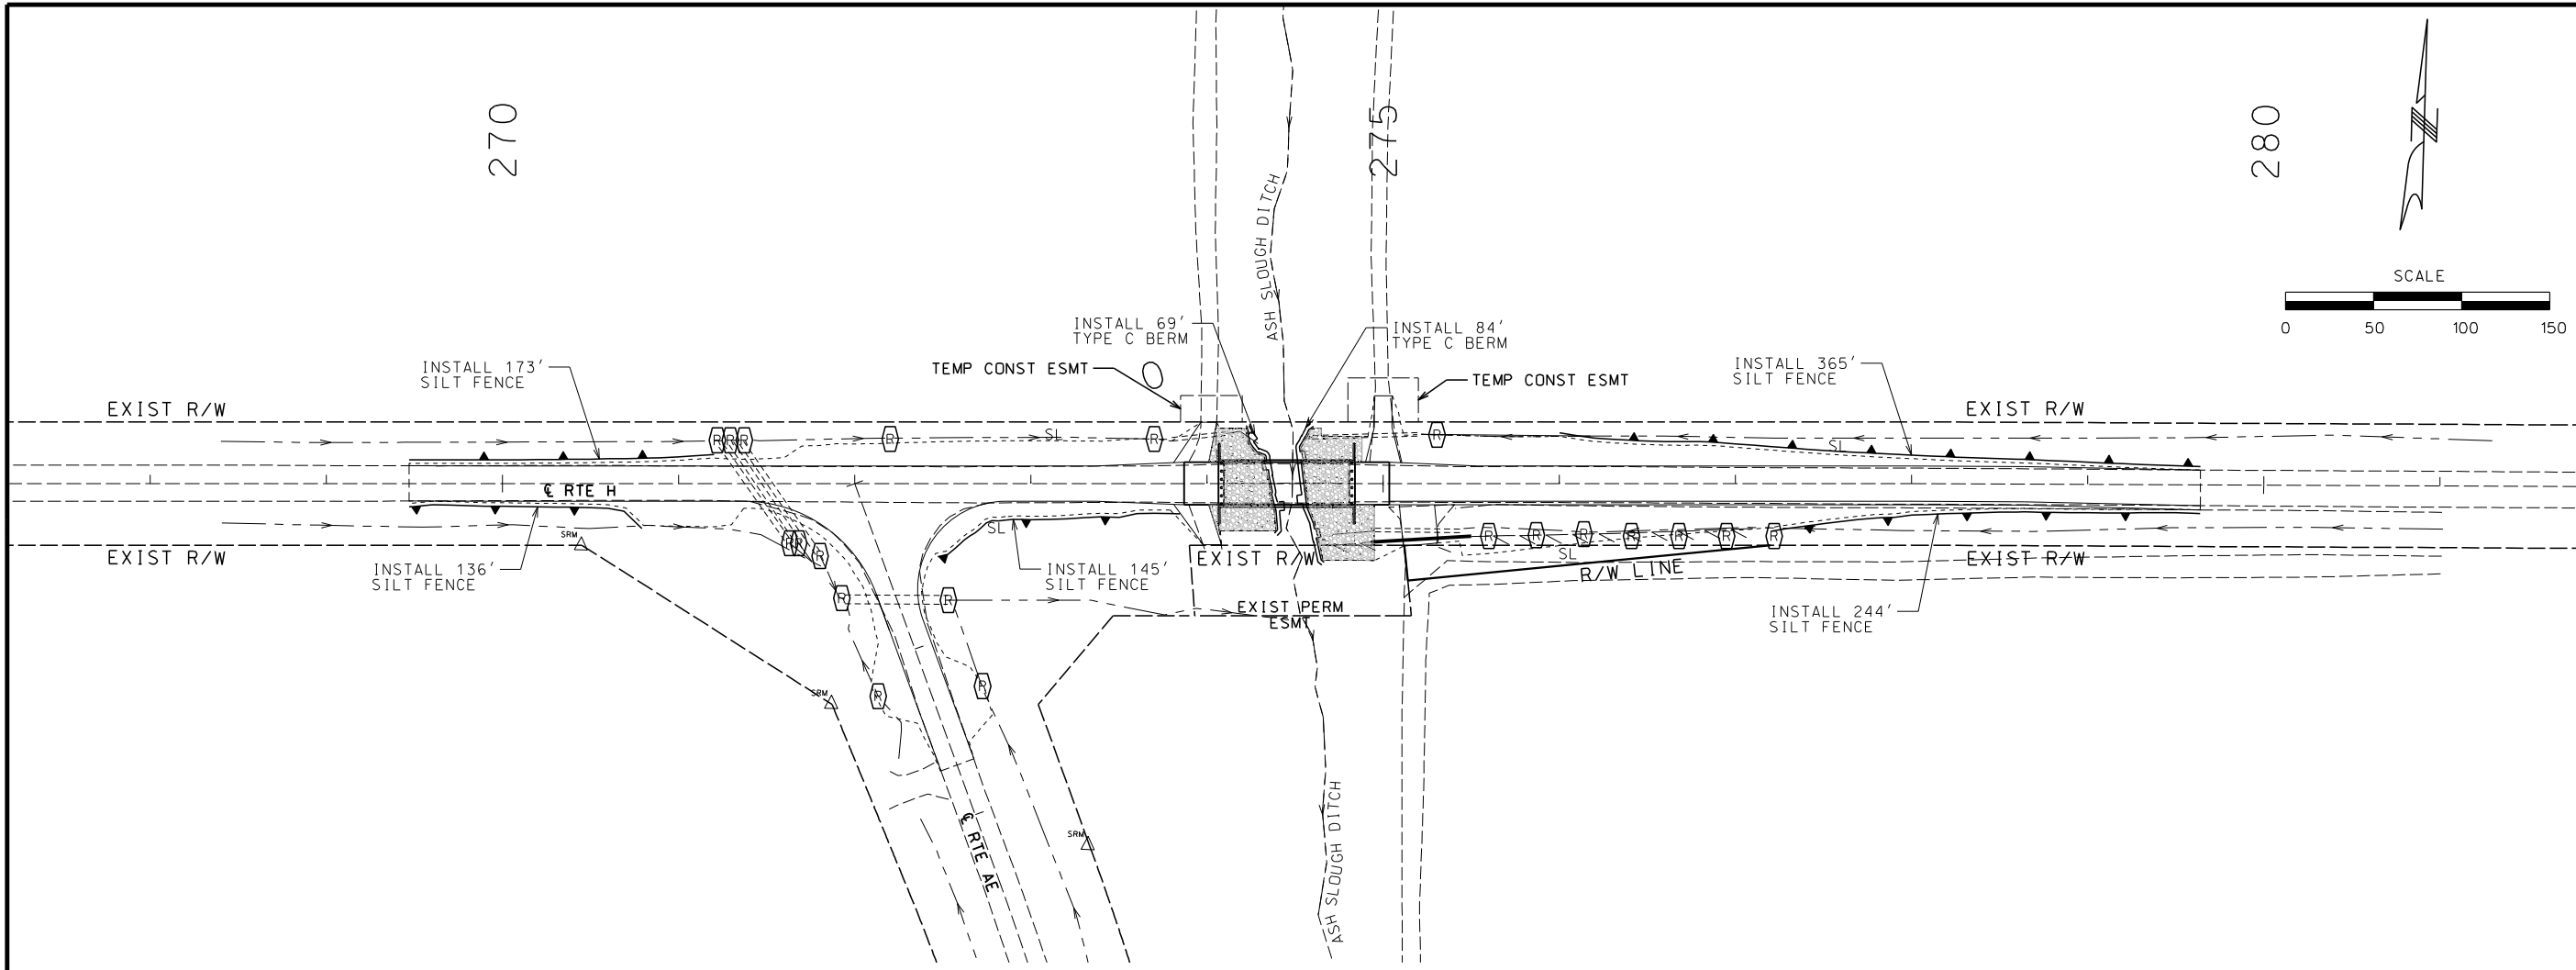 270
275
280
ASH SLOUGH DITCH
SCALE
0 50 100 150
INSTALL 69'
TYPE C BERM
INSTALL 84'
TYPE C BERM
INSTALL 173'
SILT FENCE
TEMP CONST ESMT
TEMP CONST ESMT
INSTALL 365'
SILT FENCE
EXIST R/W
EXIST R/W
R R R
R
SL
R
R
SL
℄ RTE H
SRM
EXIST R/W
INSTALL 136'
SILT FENCE
R R
R
R
R
SL
INSTALL 145'
SILT FENCE
EXIST R/W
R R R R R R R
SL
R/W LINE
EXIST R/W
EXIST PERM
ESMT
INSTALL 244'
SILT FENCE
SRM
R
R
SRM
℄ RTE AE
ASH SLOUGH DITCH